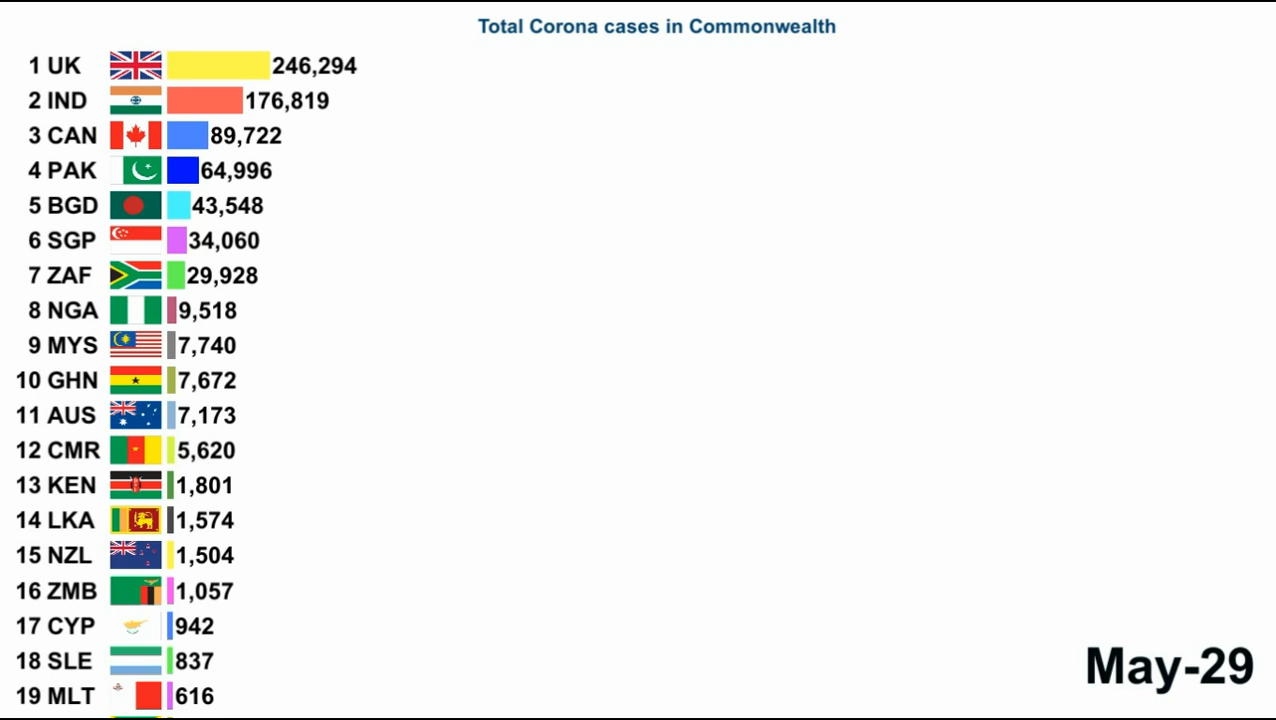 Total Corona cases in Commonwealth
1 UK 246,294
2 IND 176,819
3 CAN 89,722
4 PAK 64,996
5 BGD 43,548
6 SGP 34,060
7 ZAF 29,928
8 NGA 9,518
9 MYS 7,740
10 GHN 7,672
11 AUS 7,173
12 CMR 5,620
13 KEN 1,801
14 LKA 1,574
15 NZL 1,504
16 ZMB 1,057
17 CYP 942
18 SLE 837
19 MLT 616
May-29